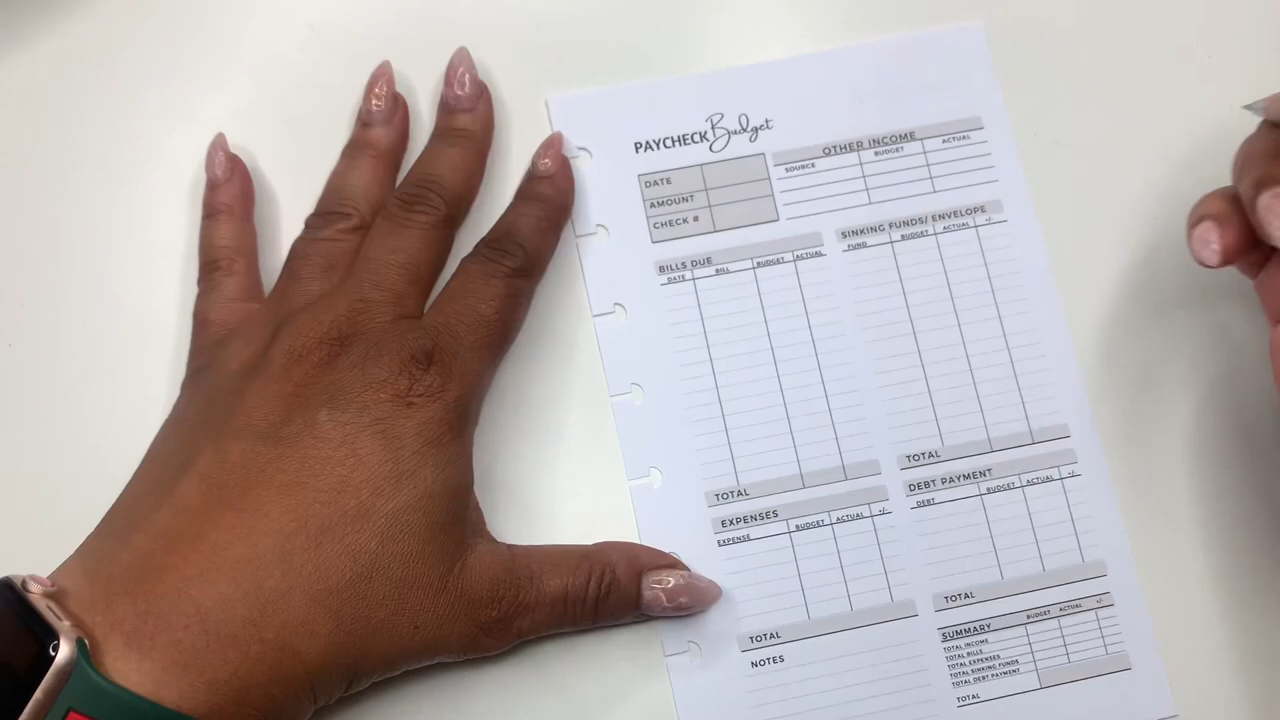 PAYCHECK Budget
DATE
AMOUNT
CHECK #
OTHER INCOME
SOURCE BUDGET ACTUAL
BILLS DUE
DATE BILL BUDGET ACTUAL
SINKING FUNDS/ ENVELOPE
FUND BUDGET ACTUAL +/-
TOTAL
TOTAL
EXPENSES
EXPENSE BUDGET ACTUAL +/-
TOTAL
DEBT PAYMENT
DEBT BUDGET ACTUAL +/-
TOTAL
NOTES
SUMMARY BUDGET ACTUAL +/-
TOTAL INCOME
TOTAL BILLS
TOTAL EXPENSES
TOTAL SINKING FUNDS
TOTAL DEBT PAYMENT
TOTAL